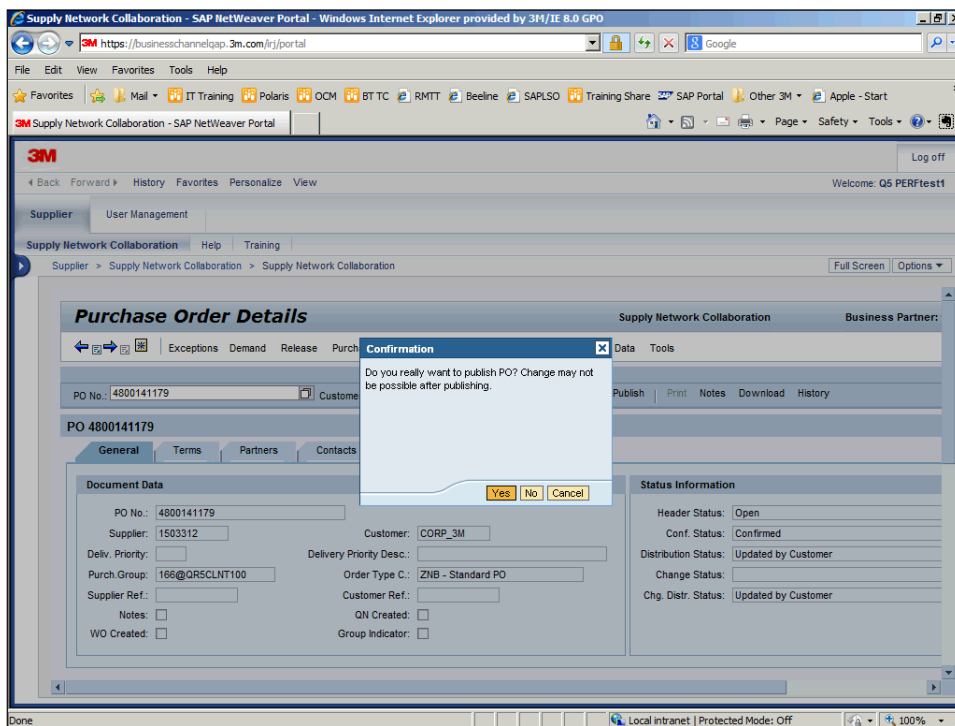 Supply Network Collaboration - SAP NetWeaver Portal - Windows Internet Explorer provided by 3M/IE 8.0 GPO
3M https://businesschannelqap.3m.com/irj/portal
Google
File Edit View Favorites Tools Help
Favorites Mail IT Training Polaris OCM BT TC RMTT Beeline SAPLSO Training Share SAP Portal Other 3M Apple - Start
3M Supply Network Collaboration - SAP NetWeaver Portal
Page Safety Tools
3M
Log off
Back Forward History Favorites Personalize View
Welcome: Q5 PERFtest1
Supplier User Management
Supply Network Collaboration Help Training
Supplier > Supply Network Collaboration > Supply Network Collaboration
Full Screen Options
Purchase Order Details
Supply Network Collaboration Business Partner:
Exceptions Demand Release Purch Data Tools
Confirmation
Do you really want to publish PO? Change may not
be possible after publishing.
Yes No Cancel
PO No.: 4800141179 Custome Publish Print Notes Download History
PO 4800141179
General Terms Partners Contacts
Document Data
PO No.: 4800141179
Supplier: 1503312 Customer: CORP_3M
Deliv. Priority: Delivery Priority Desc.:
Purch.Group: 166@QR5CLNT100 Order Type C.: ZNB - Standard PO
Supplier Ref.: Customer Ref.:
Notes: QN Created:
WO Created: Group Indicator:
Status Information
Header Status: Open
Conf. Status: Confirmed
Distribution Status: Updated by Customer
Change Status:
Chg. Distr. Status: Updated by Customer
Done
Local intranet | Protected Mode: Off
100%